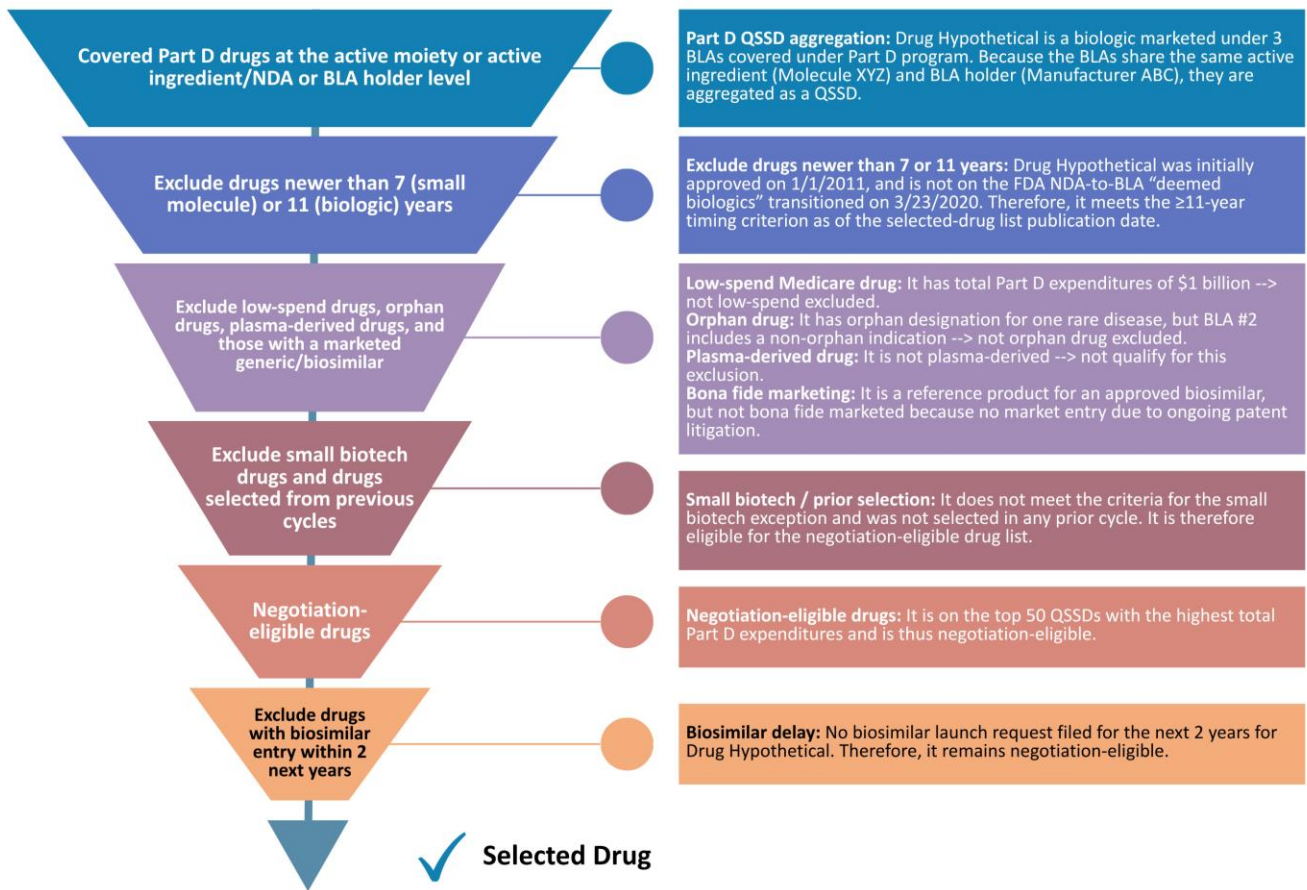 Covered Part D drugs at the active moiety or active
ingredient/NDA or BLA holder level
Part D QSSD aggregation: Drug Hypothetical is a biologic marketed under 3
BLAs covered under Part D program. Because the BLAs share the same active
ingredient (Molecule XYZ) and BLA holder (Manufacturer ABC), they are
aggregated as a QSSD.
Exclude drugs newer than 7 (small
molecule) or 11 (biologic) years
Exclude drugs newer than 7 or 11 years: Drug Hypothetical was initially
approved on 1/1/2011, and is not on the FDA NDA-to-BLA “deemed
biologics” transitioned on 3/23/2020. Therefore, it meets the ≥11-year
timing criterion as of the selected-drug list publication date.
Exclude low-spend drugs, orphan
drugs, plasma-derived drugs, and
those with a marketed
generic/biosimilar
Low-spend Medicare drug: It has total Part D expenditures of $1 billion -->
not low-spend excluded.
Orphan drug: It has orphan designation for one rare disease, but BLA #2
includes a non-orphan indication --> not orphan drug excluded.
Plasma-derived drug: It is not plasma-derived --> not qualify for this
exclusion.
Bona fide marketing: It is a reference product for an approved biosimilar,
but not bona fide marketed because no market entry due to ongoing patent
litigation.
Exclude small biotech
drugs and drugs
selected from previous
cycles
Small biotech / prior selection: It does not meet the criteria for the small
biotech exception and was not selected in any prior cycle. It is therefore
eligible for the negotiation-eligible drug list.
Negotiation-
eligible drugs
Negotiation-eligible drugs: It is on the top 50 QSSDs with the highest total
Part D expenditures and is thus negotiation-eligible.
Exclude drugs
with biosimilar
entry within 2
next years
Biosimilar delay: No biosimilar launch request filed for the next 2 years for
Drug Hypothetical. Therefore, it remains negotiation-eligible.
Selected Drug